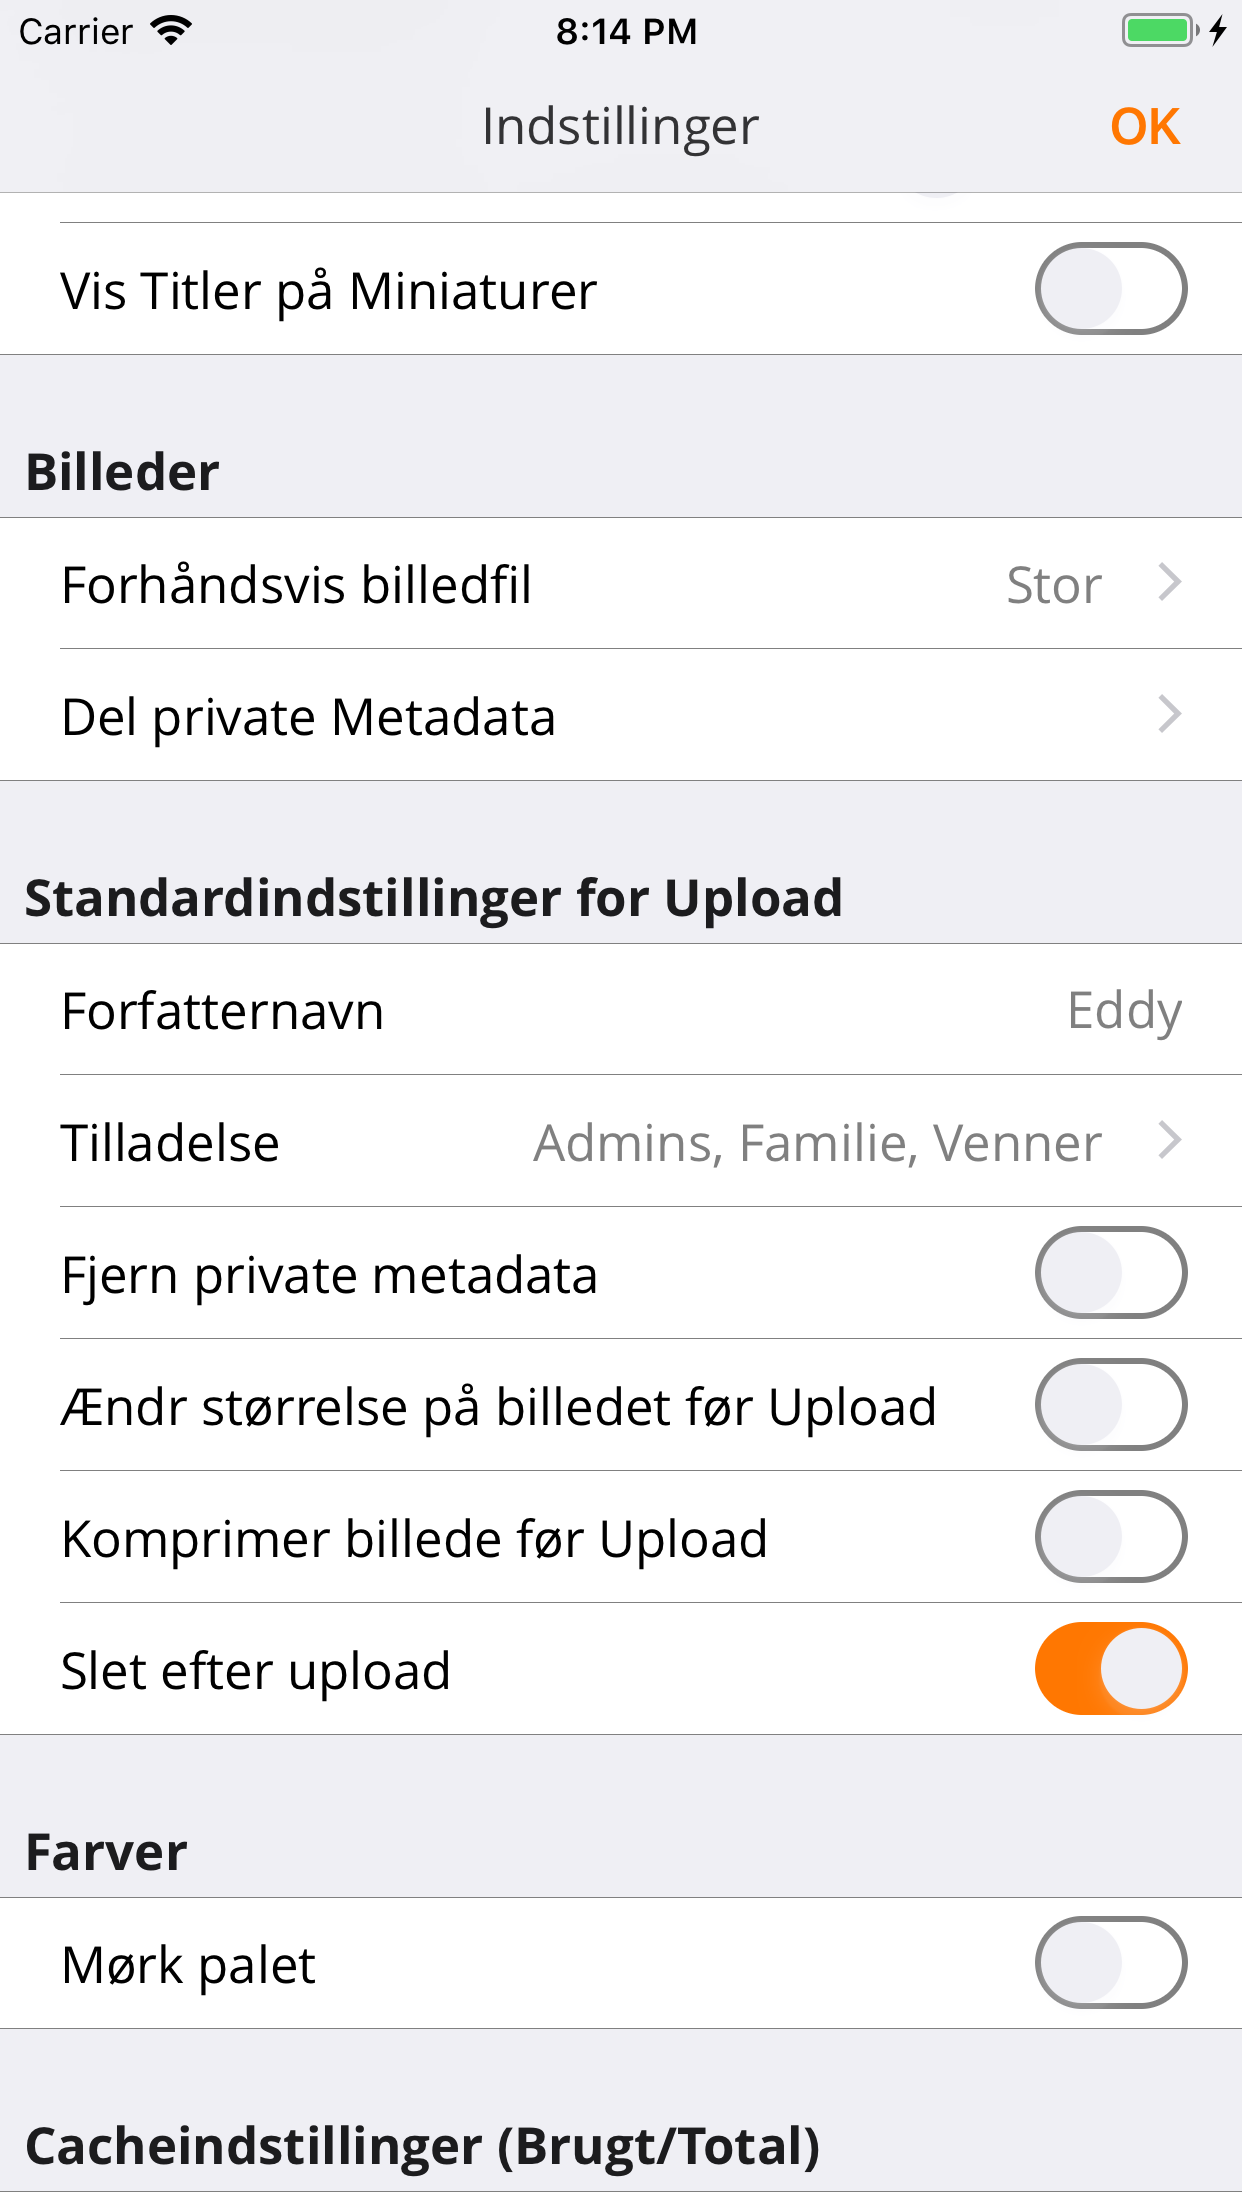 Carrier 8:14 PM
Indstillinger OK
Vis Titler på Miniaturer
Billeder
Forhåndsvis billedfil Stor
Del private Metadata
Standardindstillinger for Upload
Forfatternavn Eddy
Tilladelse Admins, Familie, Venner
Fjern private metadata
Ændr størrelse på billedet før Upload
Komprimer billede før Upload
Slet efter upload
Farver
Mørk palet
Cacheindstillinger (Brugt/Total)